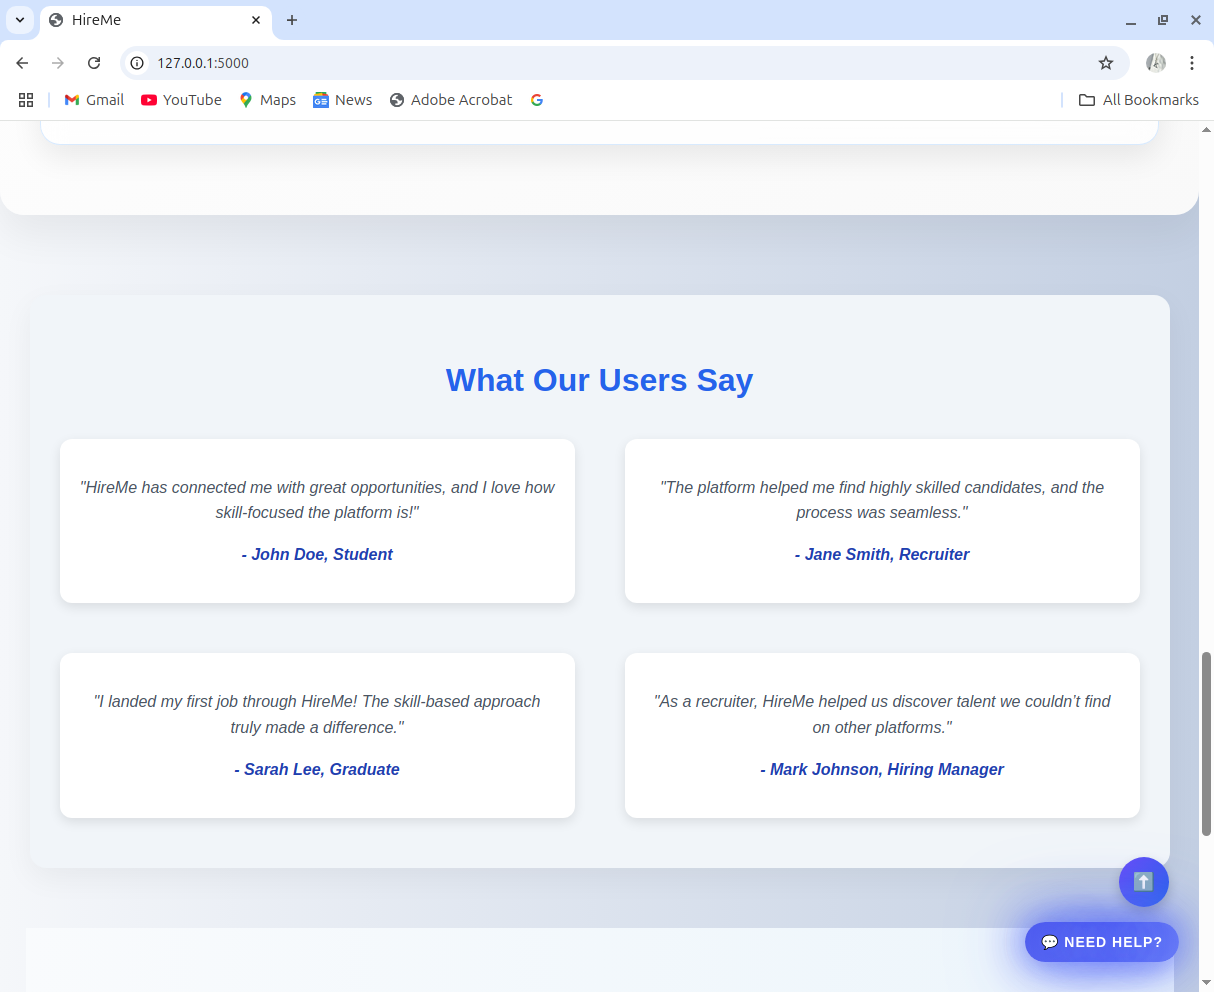 HireMe
127.0.0.1:5000
Gmail YouTube Maps News Adobe Acrobat All Bookmarks
What Our Users Say
"HireMe has connected me with great opportunities, and I love how
skill-focused the platform is!"
- John Doe, Student
"The platform helped me find highly skilled candidates, and the
process was seamless."
- Jane Smith, Recruiter
"I landed my first job through HireMe! The skill-based approach
truly made a difference."
- Sarah Lee, Graduate
"As a recruiter, HireMe helped us discover talent we couldn’t find
on other platforms."
- Mark Johnson, Hiring Manager
NEED HELP?